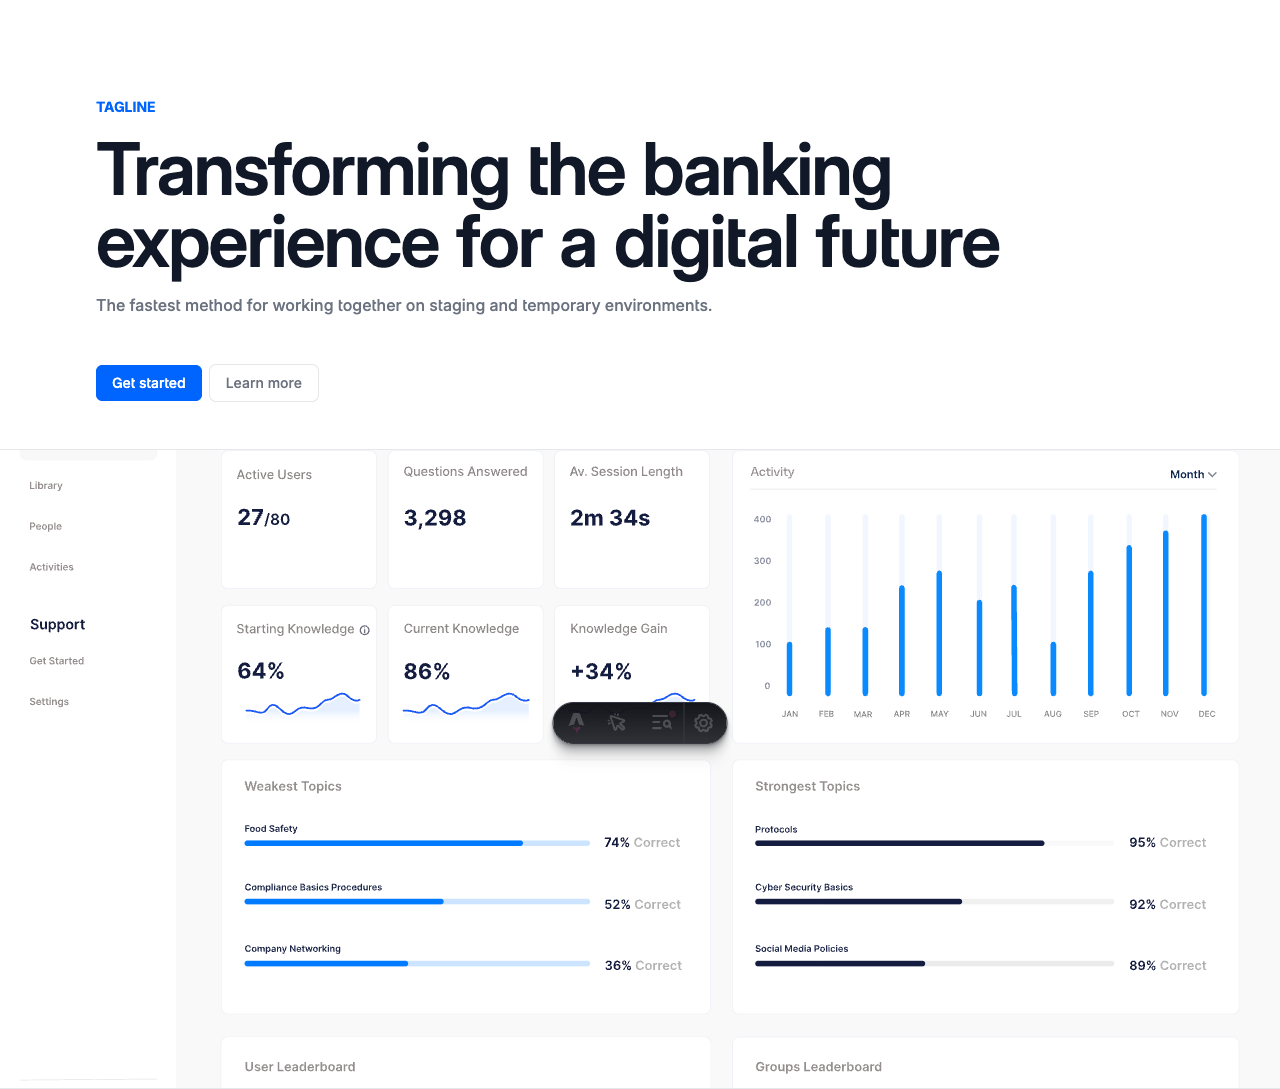 TAGLINE
Transforming the banking
experience for a digital future
The fastest method for working together on staging and temporary environments.
Get started
Learn more
Library
People
Activities
Support
Get Started
Settings
Active Users
27/80
Questions Answered
3,298
Av. Session Length
2m 34s
Starting Knowledge
64%
Current Knowledge
86%
Knowledge Gain
+34%
Activity
Month
400
300
200
100
0
JAN FEB MAR APR MAY JUN JUL AUG SEP OCT NOV DEC
Weakest Topics
Food Safety
74% Correct
Compliance Basics Procedures
52% Correct
Company Networking
36% Correct
Strongest Topics
Protocols
95% Correct
Cyber Security Basics
92% Correct
Social Media Policies
89% Correct
User Leaderboard
Groups Leaderboard